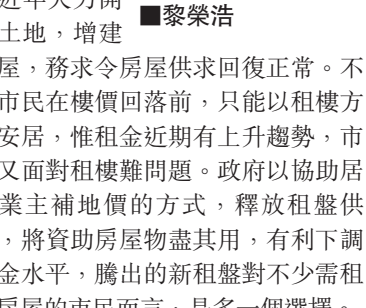 近年大力開
■黎榮浩
土地，增建
屋，務求令房屋供求回復正常。不
市民在樓價回落前，只能以租樓方
安居，惟租金近期有上升趨勢，市
又面對租樓難問題。政府以協助居
業主補地價的方式，釋放租盤供
，將資助房屋物盡其用，有利下調
金水平，騰出的新租盤對不少需租
房屋的市民而言，是多一個選擇。